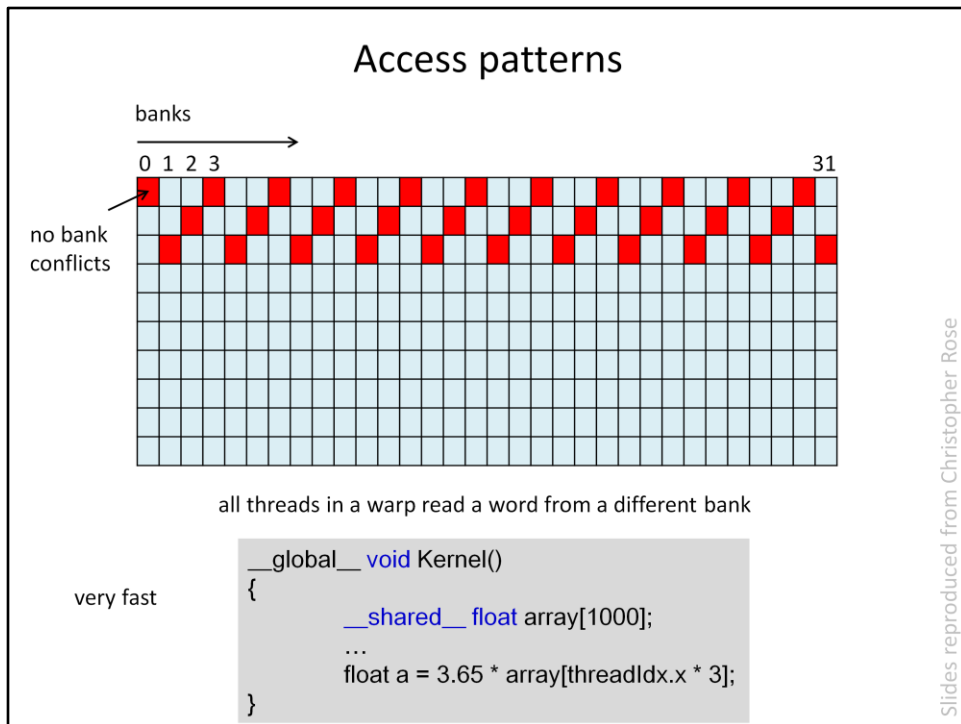 Access patterns
banks
0 1 2 3 31
no bank
conflicts
all threads in a warp read a word from a different bank
very fast
__global__ void Kernel()
{
__shared__ float array[1000];
…
float a = 3.65 * array[threadIdx.x * 3];
}
Slides reproduced from Christopher Rose